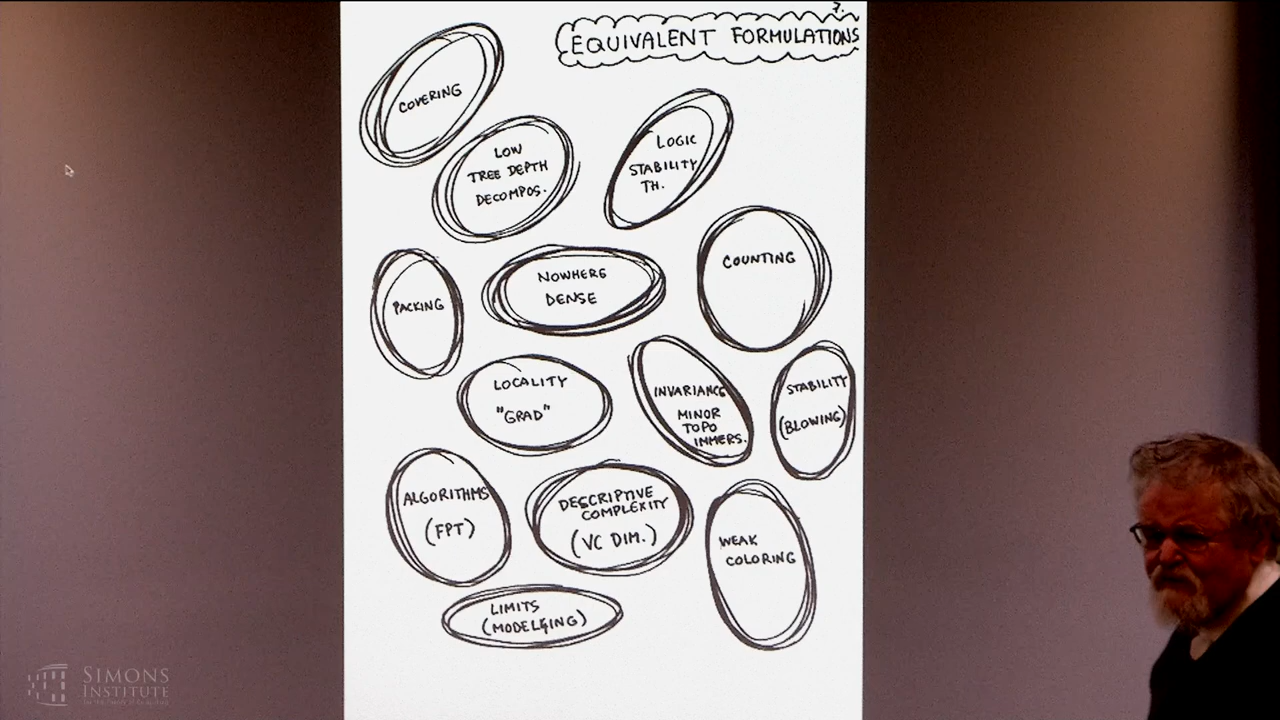 7.
EQUIVALENT FORMULATIONS
COVERING
LOW
TREE DEPTH
DECOMPOS.
LOGIC
STABILITY
TH.
COUNTING
PACKING
NOWHERE
DENSE
LOCALITY
"GRAD"
INVARIANCE
MINOR
TOPO
IMMERS.
STABILITY
(BLOWING)
ALGORITHMS
(FPT)
DESCRIPTIVE
COMPLEXITY
(VC DIM.)
WEAK
COLORING
LIMITS
(MODELING)
SIMONS
INSTITUTE